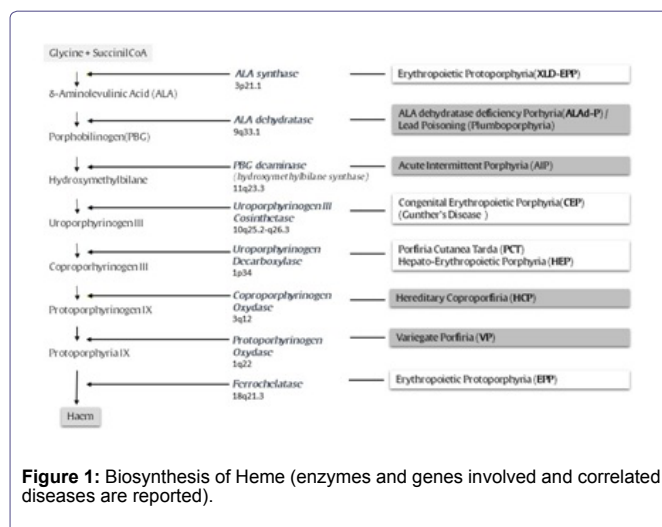 Glycine + SuccinilCoA
ALA synthase
3p21.1
Erythropoietic Protoporphyria(XLD-EPP)
δ-Aminolevulinic Acid (ALA)
ALA dehydratase
9q33.1
ALA dehydratase deficiency Porhyria(ALAd-P) /
Lead Poisoning (Plumboporphyria)
Porphobilinogen(PBG)
PBG deaminase
(hydroxymethylbilane synthase)
11q23.3
Acute Intermittent Porphyria (AIP)
Hydroxymethylbilane
Uroporphyrinogen III
Cosinthetase
10q25.2-q26.3
Congenital Erythropoietic Porphyria(CEP)
(Gunther's Disease )
Uroporphyrinogen III
Uroporphyrinogen
Decarboxylase
1p34
Porfiria Cutanea Tarda (PCT)
Hepato-Erythropoietic Porphyria (HEP)
Coproporhyrinogen III
Coproporphyrinogen
Oxydase
3q12
Hereditary Coproporfiria (HCP)
Protoporphyrinogen IX
Protoporhyrinogen
Oxydase
1q22
Variegate Porfiria (VP)
Protoporphyria IX
Ferrochelatase
18q21.3
Erythropoietic Protoporphyria (EPP)
Haem
Figure 1: Biosynthesis of Heme (enzymes and genes involved and correlated
diseases are reported).